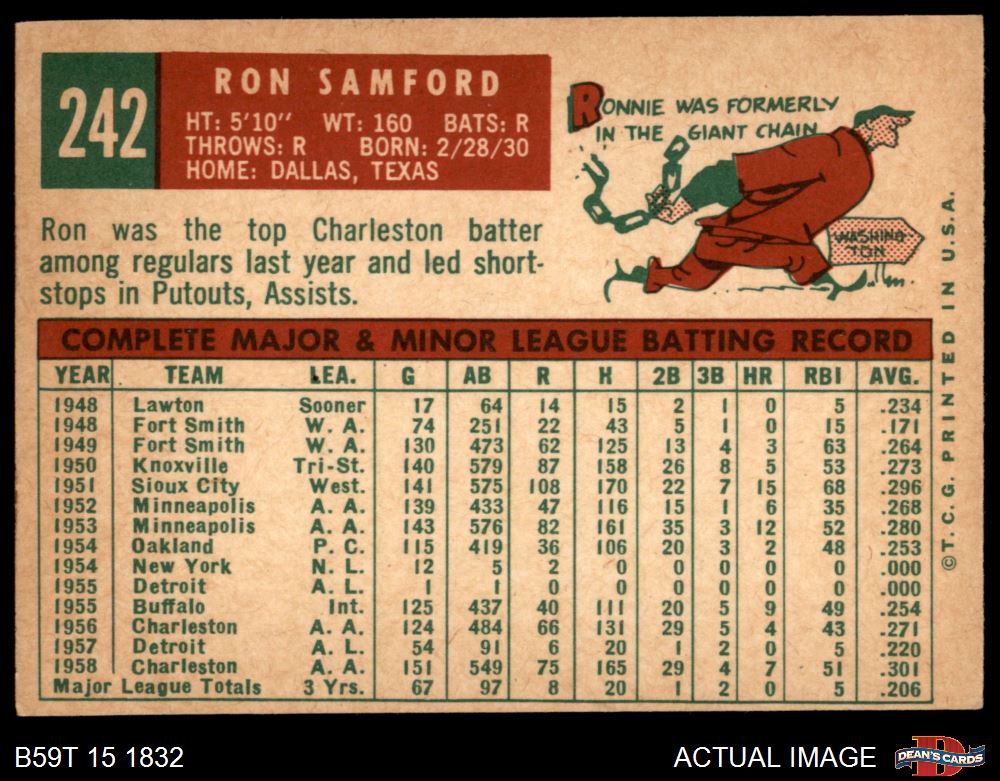 242
RON SAMFORD
HT: 5'10" WT: 160 BATS: R
THROWS: R BORN: 2/28/30
HOME: DALLAS, TEXAS
RONNIE WAS FORMERLY
IN THE GIANT CHAIN
WASHING
TON
Ron was the top Charleston batter
among regulars last year and led short-
stops in Putouts, Assists.
COMPLETE MAJOR & MINOR LEAGUE BATTING RECORD
YEAR TEAM LEA. G AB R H 2B 3B HR RBI AVG.
1948 Lawton Sooner 17 64 14 15 2 1 0 5 .234
1948 Fort Smith W. A. 74 251 22 43 5 1 0 15 .171
1949 Fort Smith W. A. 130 473 62 125 13 4 3 63 .264
1950 Knoxville Tri-St. 140 579 87 158 26 8 5 53 .273
1951 Sioux City West. 141 575 108 170 22 7 15 68 .296
1952 Minneapolis A. A. 139 433 47 116 15 1 6 35 .268
1953 Minneapolis A. A. 143 576 82 161 35 3 12 52 .280
1954 Oakland P. C. 115 419 36 106 20 3 2 48 .253
1954 New York N. L. 12 5 2 0 0 0 0 0 .000
1955 Detroit A. L. 1 1 0 0 0 0 0 0 .000
1955 Buffalo Int. 125 437 40 111 20 5 9 49 .254
1956 Charleston A. A. 124 484 66 131 29 5 4 43 .271
1957 Detroit A. L. 54 91 6 20 1 2 0 5 .220
1958 Charleston A. A. 151 549 75 165 29 4 7 51 .301
Major League Totals 3 Yrs. 67 97 8 20 1 2 0 5 .206
© T. C. G. PRINTED IN U.S.A.
B59T 15 1832
ACTUAL IMAGE
D
DEAN'S CARDS